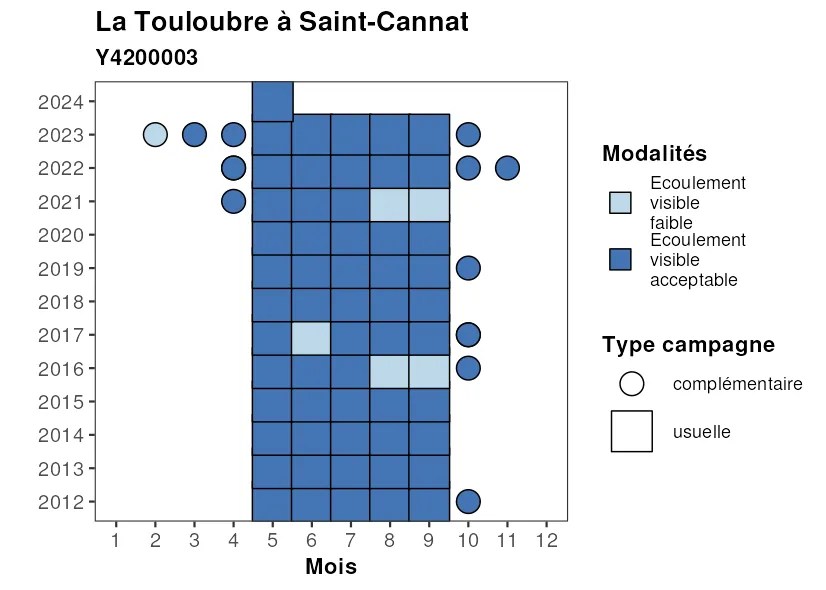 La Touloubre à Saint-Cannat
Y4200003
2024
2023
2022
2021
2020
2019
2018
2017
2016
2015
2014
2013
2012
1 2 3 4 5 6 7 8 9 10 11 12
Mois
Modalités
Ecoulement
visible
faible
Ecoulement
visible
acceptable
Type campagne
complémentaire
usuelle